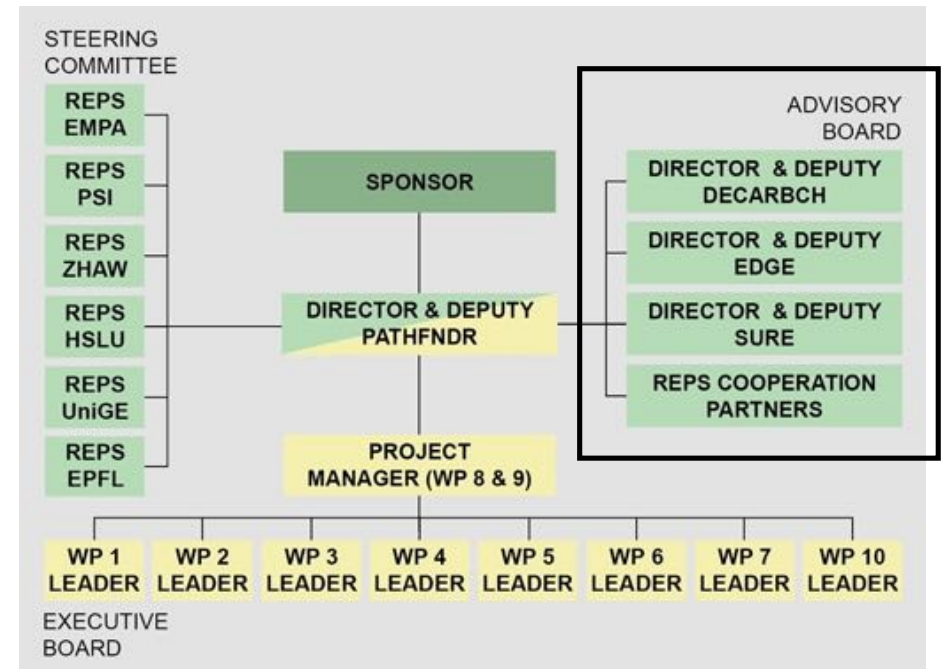 STEERING
COMMITTEE
REPS
EMPA
REPS
PSI
REPS
ZHAW
REPS
HSLU
REPS
UniGE
REPS
EPFL
SPONSOR
DIRECTOR & DEPUTY
PATHFNDR
PROJECT
MANAGER (WP 8 & 9)
ADVISORY
BOARD
DIRECTOR & DEPUTY
DECARBCH
DIRECTOR & DEPUTY
EDGE
DIRECTOR & DEPUTY
SURE
REPS COOPERATION
PARTNERS
WP 1
LEADER
WP 2
LEADER
WP 3
LEADER
WP 4
LEADER
WP 5
LEADER
WP 6
LEADER
WP 7
LEADER
WP 10
LEADER
EXECUTIVE
BOARD